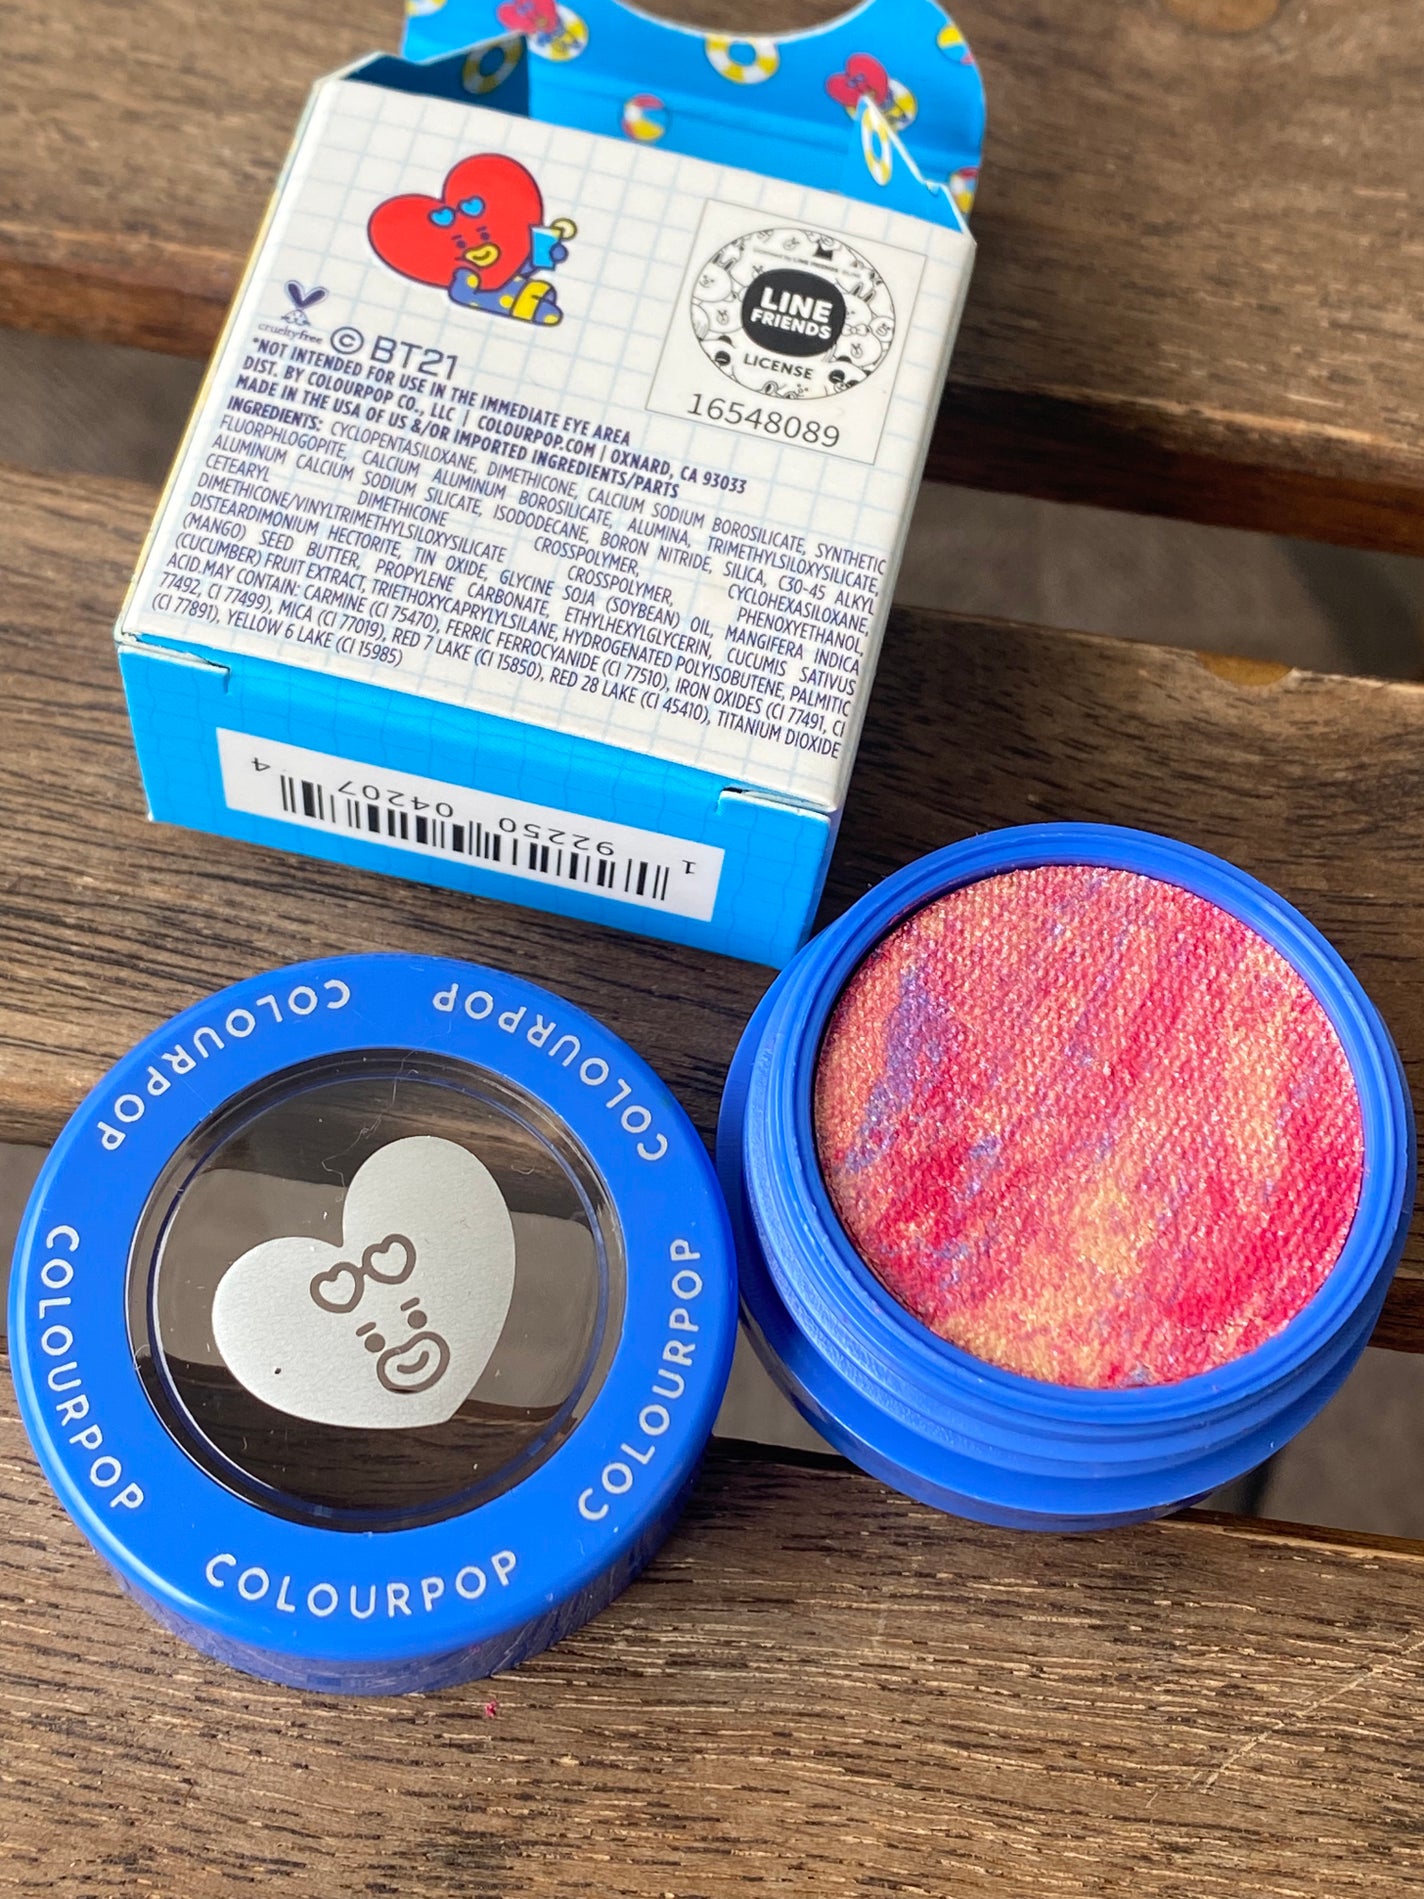 LINE
FRIENDS
LICENSE
16548089
crueltyfree © BT21
*NOT INTENDED FOR USE IN THE IMMEDIATE EYE AREA
DIST. BY COLOURPOP CO., LLC | COLOURPOP.COM | OXNARD, CA 93033
MADE IN THE USA OF US &/OR IMPORTED INGREDIENTS/PARTS
INGREDIENTS: CYCLOPENTASILOXANE, DIMETHICONE, CALCIUM SODIUM BOROSILICATE, SYNTHETIC
FLUORPHLOGOPITE, CALCIUM ALUMINUM BOROSILICATE, ALUMINA, TRIMETHYLSILOXYSILICATE,
ALUMINUM CALCIUM SODIUM SILICATE, ISODODECANE, BORON NITRIDE, SILICA, C30-45 ALKYL
CETEARYL DIMETHICONE CROSSPOLYMER, CYCLOHEXASILOXANE,
DIMETHICONE/VINYLTRIMETHYLSILOXYSILICATE CROSSPOLYMER, PHENOXYETHANOL,
DISTEARDIMONIUM HECTORITE, TIN OXIDE, GLYCINE SOJA (SOYBEAN) OIL, MANGIFERA INDICA
(MANGO) SEED BUTTER, PROPYLENE CARBONATE, ETHYLHEXYLGLYCERIN, CUCUMIS SATIVUS
(CUCUMBER) FRUIT EXTRACT, TRIETHOXYCAPRYLYLSILANE, HYDROGENATED POLYISOBUTENE, PALMITIC
ACID.MAY CONTAIN: CARMINE (CI 75470), FERRIC FERROCYANIDE (CI 77510), IRON OXIDES (CI 77491, CI
77492, CI 77499), MICA (CI 77019), RED 7 LAKE (CI 15850), RED 28 LAKE (CI 45410), TITANIUM DIOXIDE
(CI 77891), YELLOW 6 LAKE (CI 15985)
1 92250 04207 4
COLOURPOP
COLOURPOP
COLOURPOP
COLOURPOP
COLOURPOP